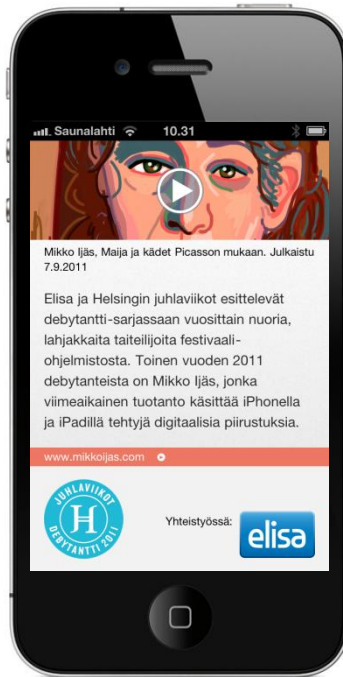 Saunalahti 10.31
Mikko Ijäs, Maija ja kädet Picasson mukaan. Julkaistu
7.9.2011
Elisa ja Helsingin juhlaviikot esittelevät
debytantti-sarjassaan vuosittain nuoria,
lahjakkaita taiteilijoita festivaali-
ohjelmistosta. Toinen vuoden 2011
debytanteista on Mikko Ijäs, jonka
viimeaikainen tuotanto käsittää iPhonella
ja iPadillä tehtyjä digitaalisia piirustuksia.
www.mikkoijas.com
JUHLAVIIKOT
H
DEBYTANTTI 2011
Yhteistyössä:
elisa